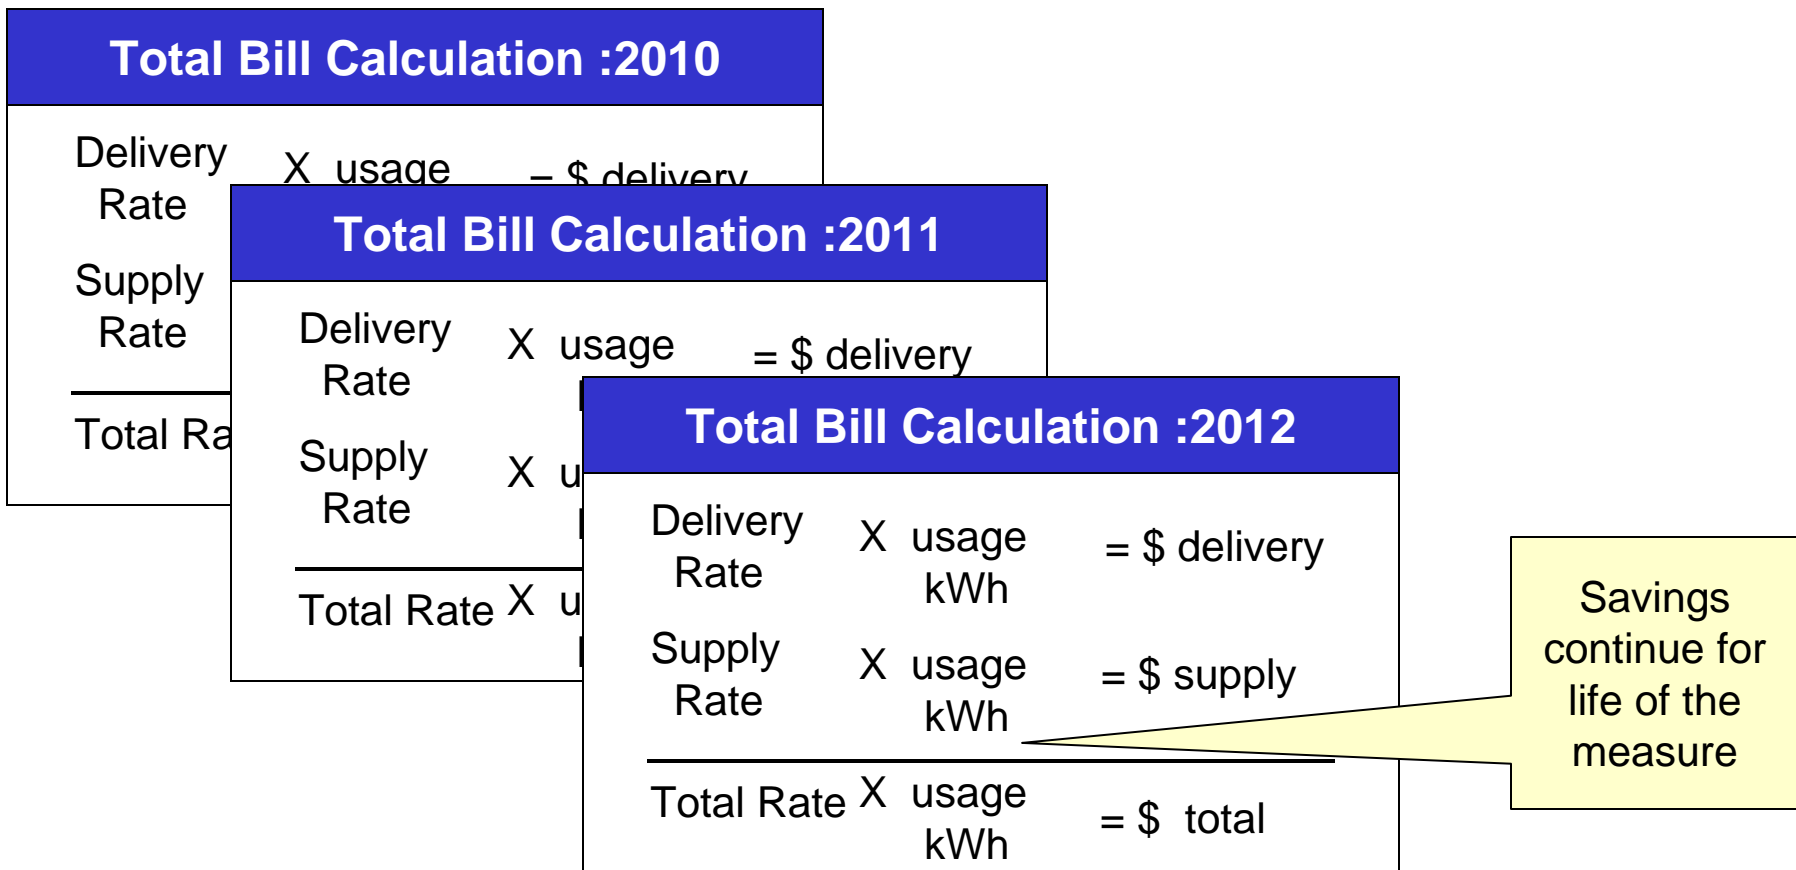 Total Bill Calculation :2010
Delivery
Rate
X usage
= $ delivery
Supply
Rate
Total Ra
Total Bill Calculation :2011
Delivery
Rate
X usage
= $ delivery
Supply
Rate
X u
Total Rate X u
Total Bill Calculation :2012
Delivery
Rate
X usage
kWh
= $ delivery
Supply
Rate
X usage
kWh
= $ supply
Total Rate X usage
kWh
= $ total
Savings
continue for
life of the
measure